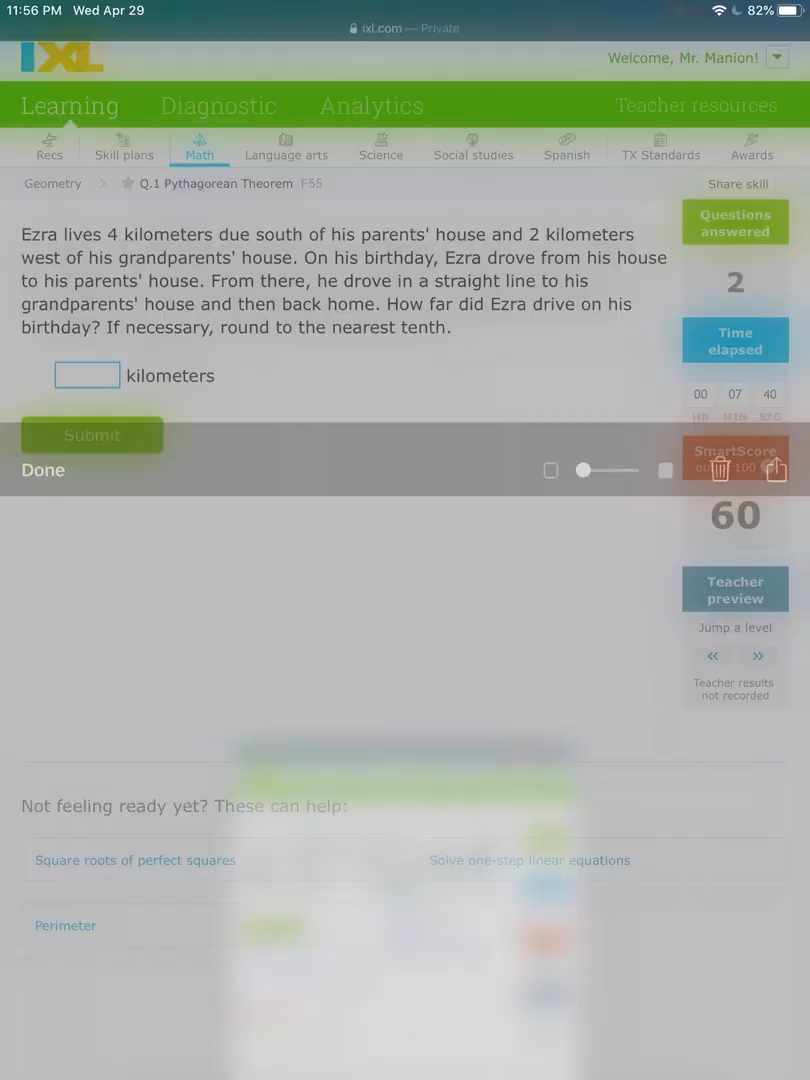 11:56 PM Wed Apr 29
82%
ixl.com — Private
IXL
Welcome, Mr. Manion!
Learning
Diagnostic
Analytics
Teacher resources
Recs
Skill plans
Math
Language arts
Science
Social studies
Spanish
TX Standards
Awards
Geometry > Q.1 Pythagorean Theorem F55
Share skill
Ezra lives 4 kilometers due south of his parents' house and 2 kilometers
west of his grandparents' house. On his birthday, Ezra drove from his house
to his parents' house. From there, he drove in a straight line to his
grandparents' house and then back home. How far did Ezra drive on his
birthday? If necessary, round to the nearest tenth.
kilometers
Submit
Questions
answered
2
Time
elapsed
00 07 40
HR MIN SEC
Done
SmartScore
out 100
60
Teacher
preview
Jump a level
« »
Teacher results
not recorded
Not feeling ready yet? These can help:
Square roots of perfect squares
Solve one-step linear equations
Perimeter